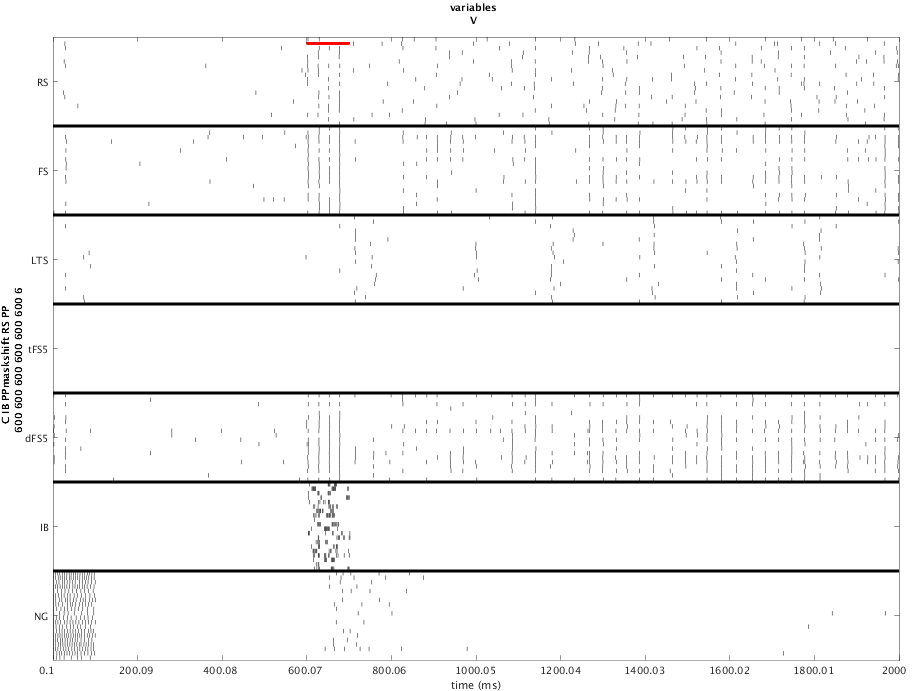 variables
V
RS
FS
LTS
tFS5
dFS5
IB
NG
C IB PPmaskshift RS PP
600 600 600 600 600 600 6
0.1 200.09 400.08 600.07 800.06 1000.05 1200.04 1400.03 1600.02 1800.01 2000
time (ms)